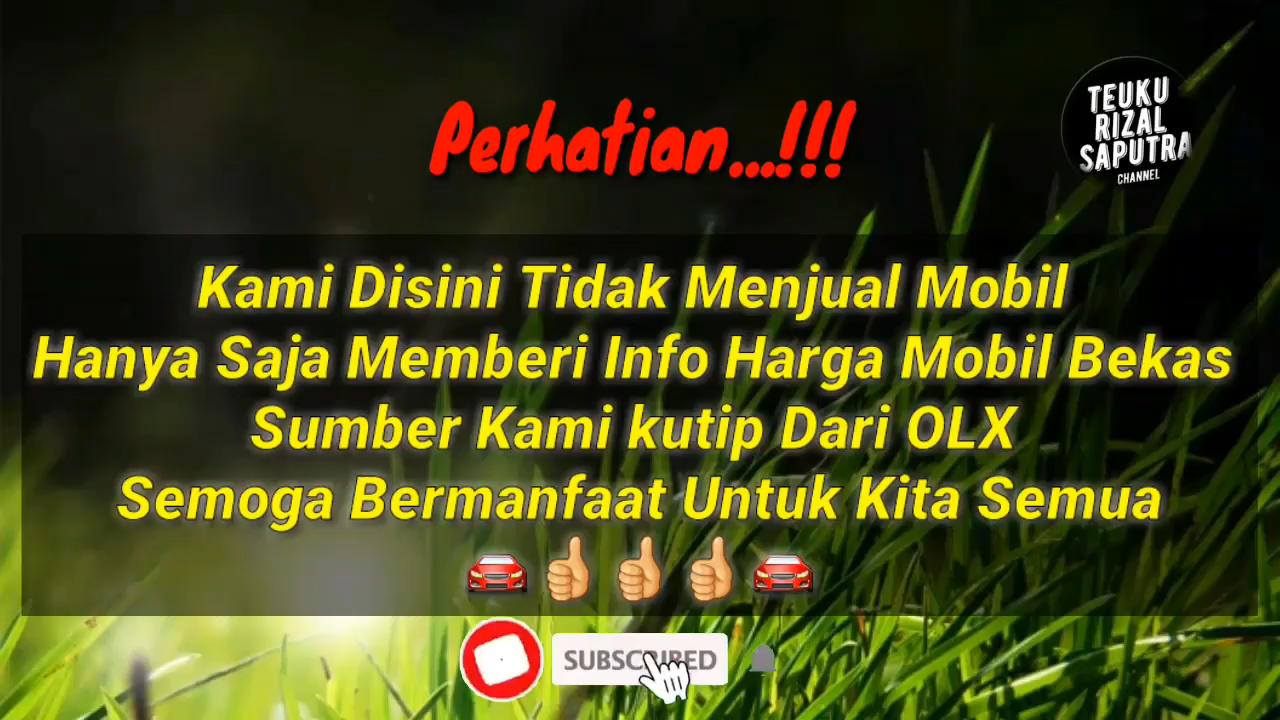 Perhatian...!!!
TEUKU
RIZAL
SAPUTRA
CHANNEL
Kami Disini Tidak Menjual Mobil
Hanya Saja Memberi Info Harga Mobil Bekas
Sumber Kami kutip Dari OLX
Semoga Bermanfaat Untuk Kita Semua
SUBSCRIBED